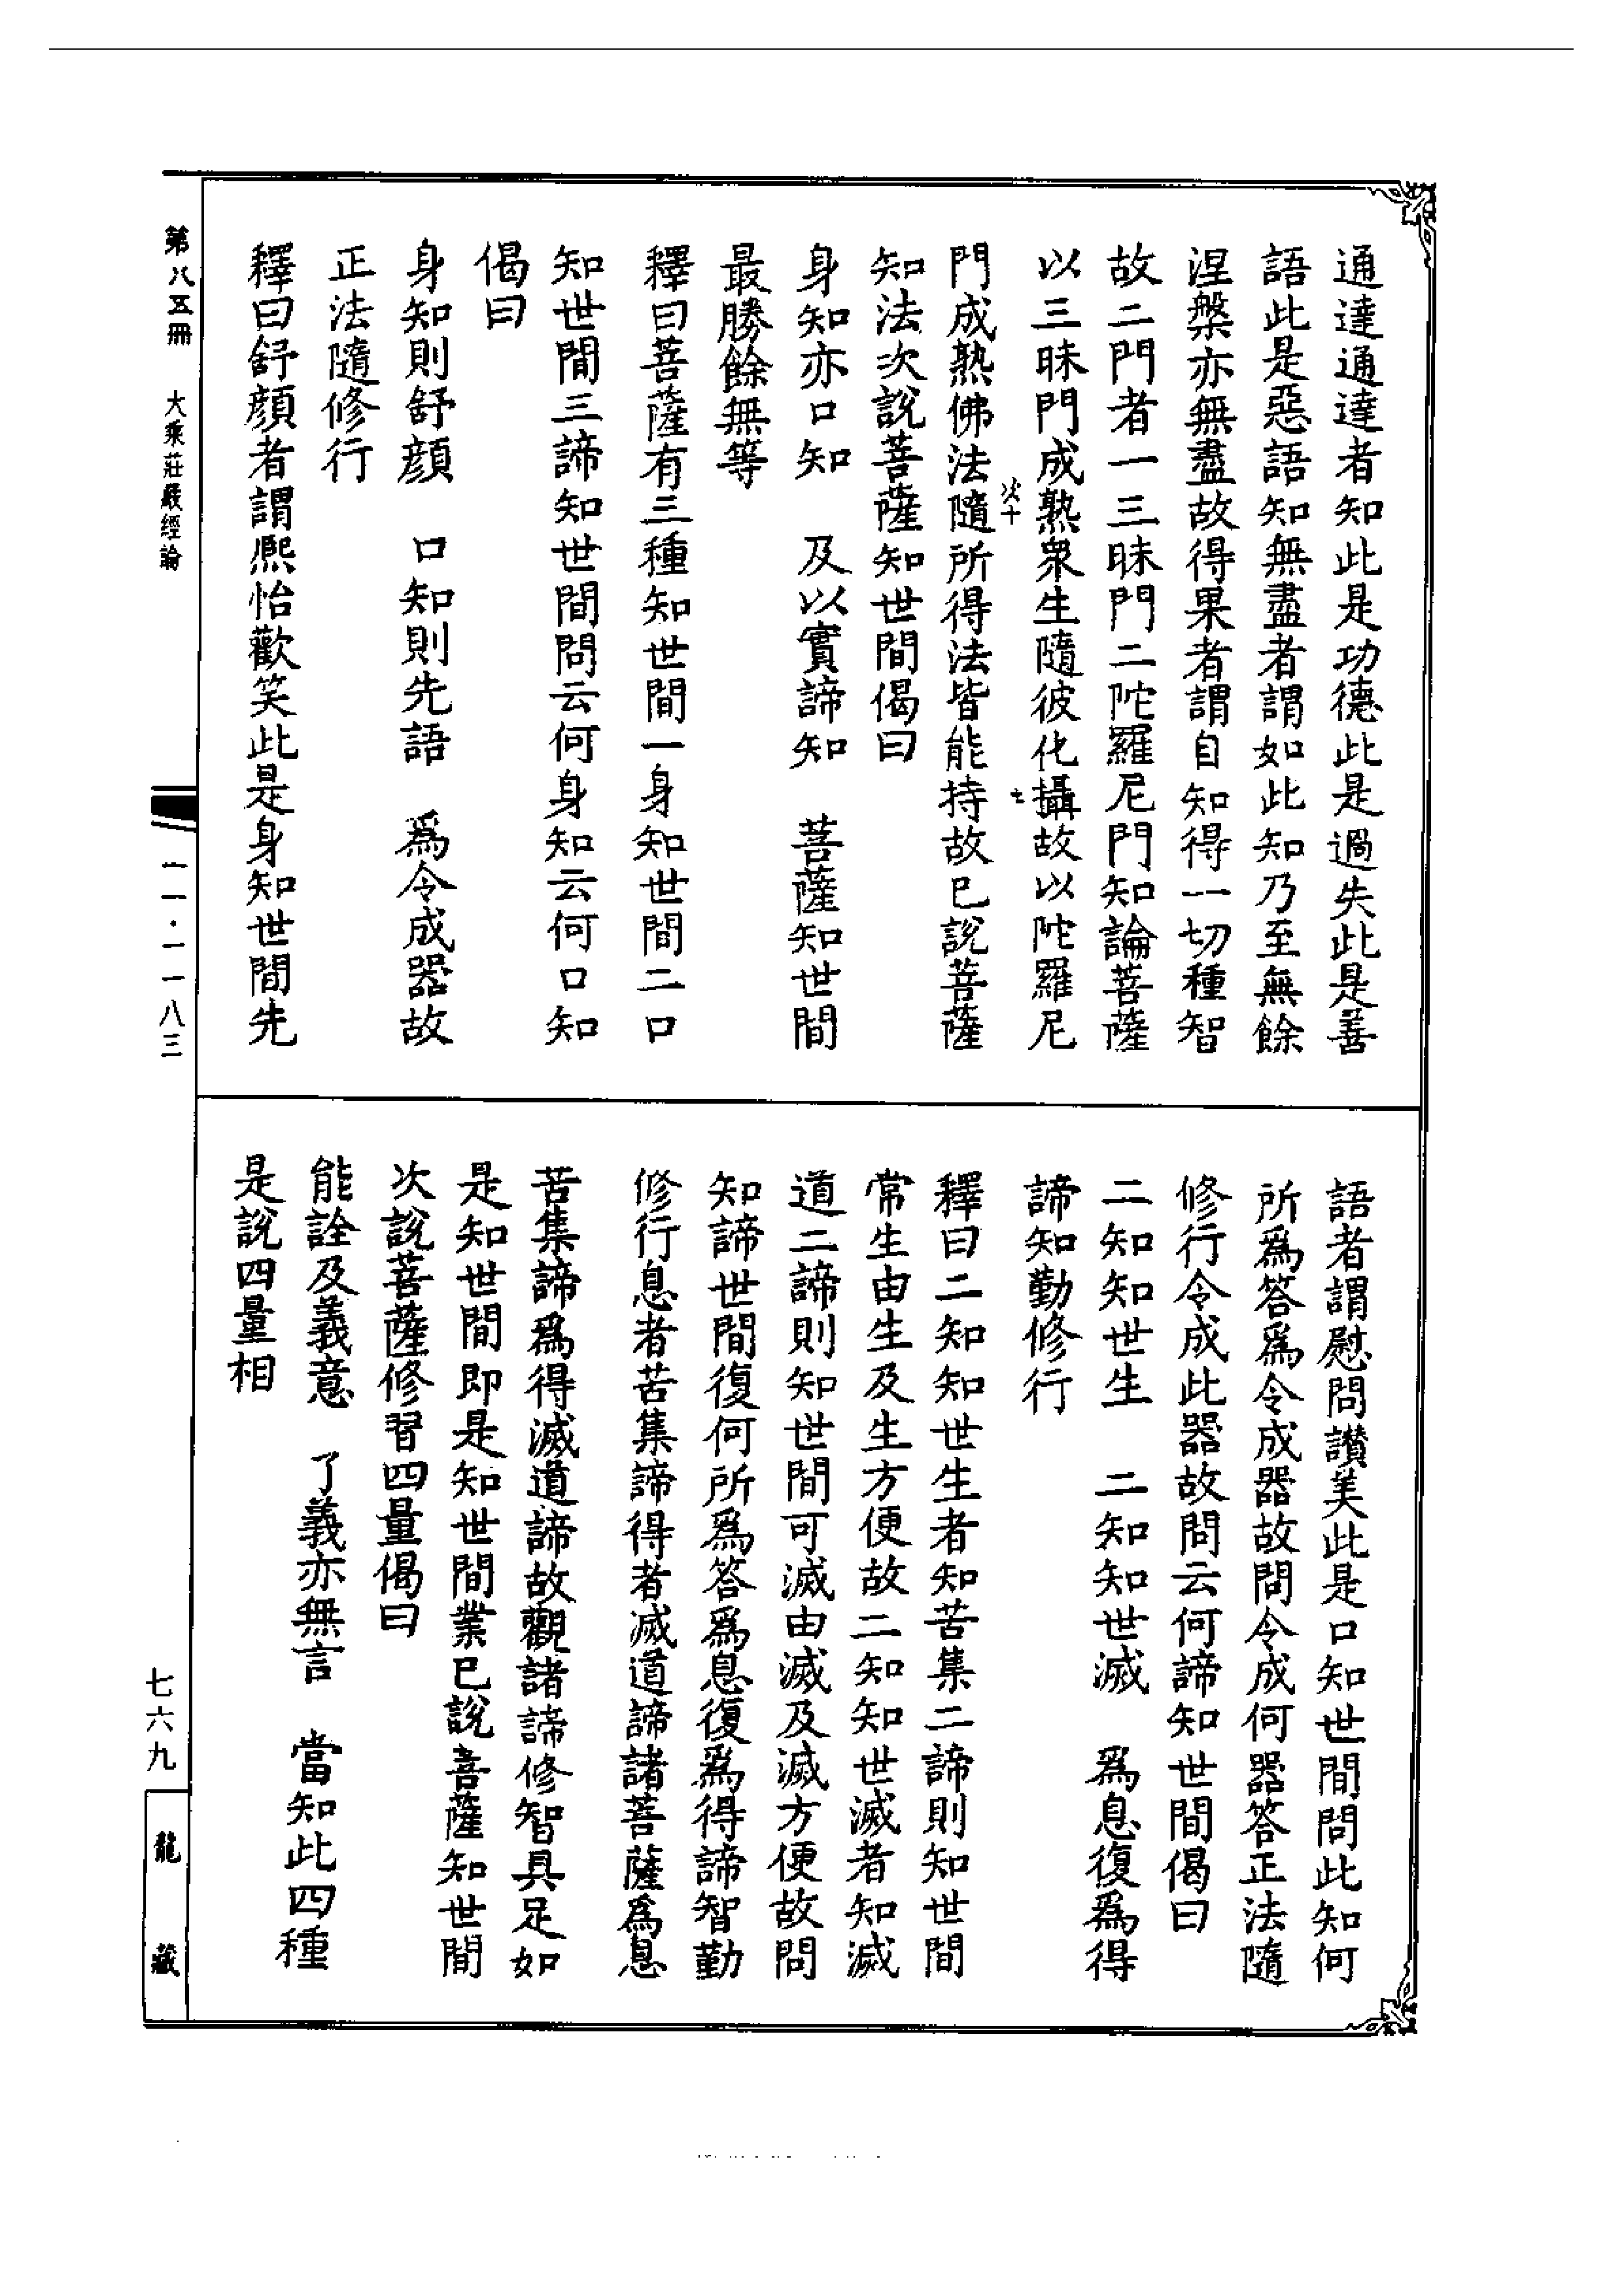 通達通達者知此是功德此是過失此是善
語此是惡語知無盡者謂如此知乃至無餘
涅槃亦無盡故得果者謂自知得一切種智
故二門者一三昧門二陀羅尼門知論菩薩
以三昧門成熟衆生隨彼化攝故以陀羅尼
門成熟佛法隨所得法皆能持故已說菩薩
知法次說菩薩知世間偈曰
身知亦口知　及以實諦知　菩薩知世間
最勝餘無等
釋曰菩薩有三種知世間一身知世間二口
知世間三諦知世間問云何身知云何口知
偈曰
身知則舒顏　口知則先語　爲令成器故
正法隨修行
釋曰舒顏者謂熈怡歡笑此是身知世間先
語者謂慰問讃美此是口知世間問此知何
所爲答爲令成器故問令成何器答正法隨
修行令成此器故問云何諦知世間偈曰
二知知世生　二知知世滅　爲息復爲得
諦知勤修行
釋曰二知知世生者知苦集二諦則知世間
常生由生及生方便故二知知世滅者知滅
道二諦則知世間可滅由滅及滅方便故問
知諦世間復何所爲答爲息復爲得諦智勤
修行息者苦集諦得者滅道諦諸菩薩爲息
苦集諦爲得滅道諦故觀諸諦修智具足如
是知世間即是知世間業已說菩薩知世間
次說菩薩修習四量偈曰
能詮及義意　了義亦無言　當知此四種
是說四量相
第八五冊　大乘莊嚴經論
一一·一一八三
七六九
龍藏